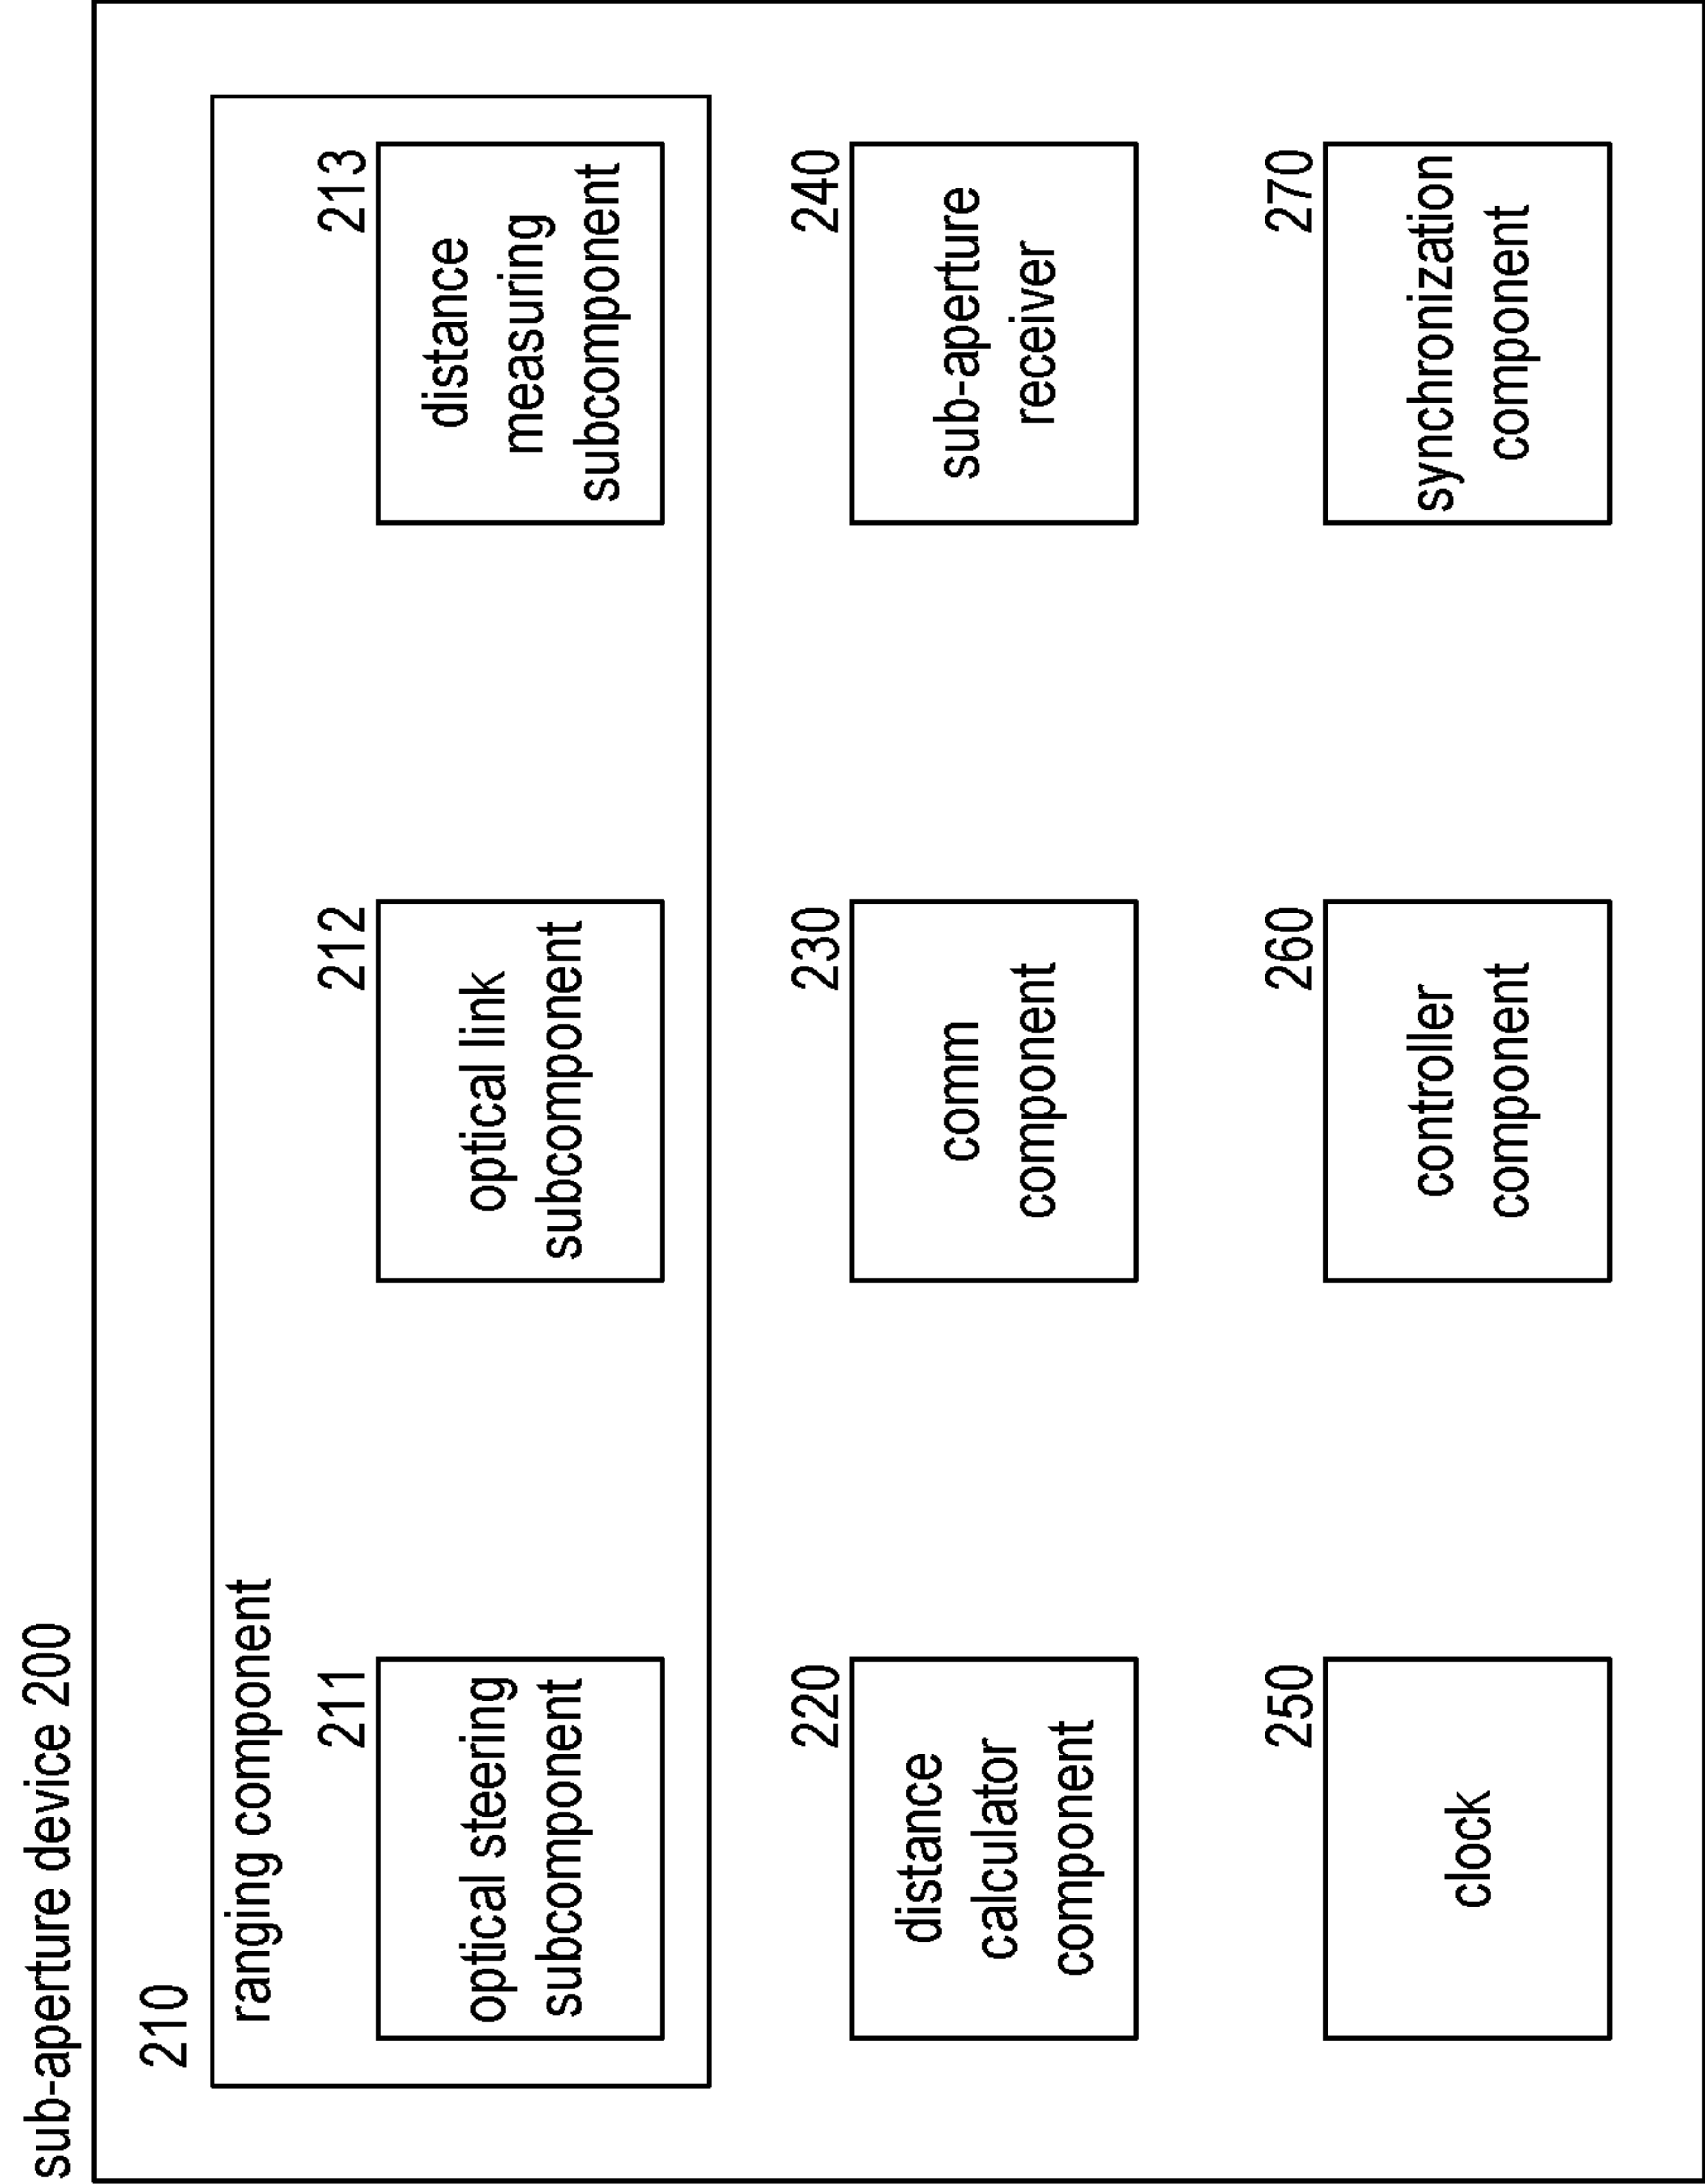 sub-aperture device 200
210
ranging component
211
optical steering
subcomponent
212
optical link
subcomponent
213
distance
measuring
subcomponent
220
distance
calculator
component
230
comm
component
240
sub-aperture
receiver
250
clock
260
controller
component
270
synchronization
component